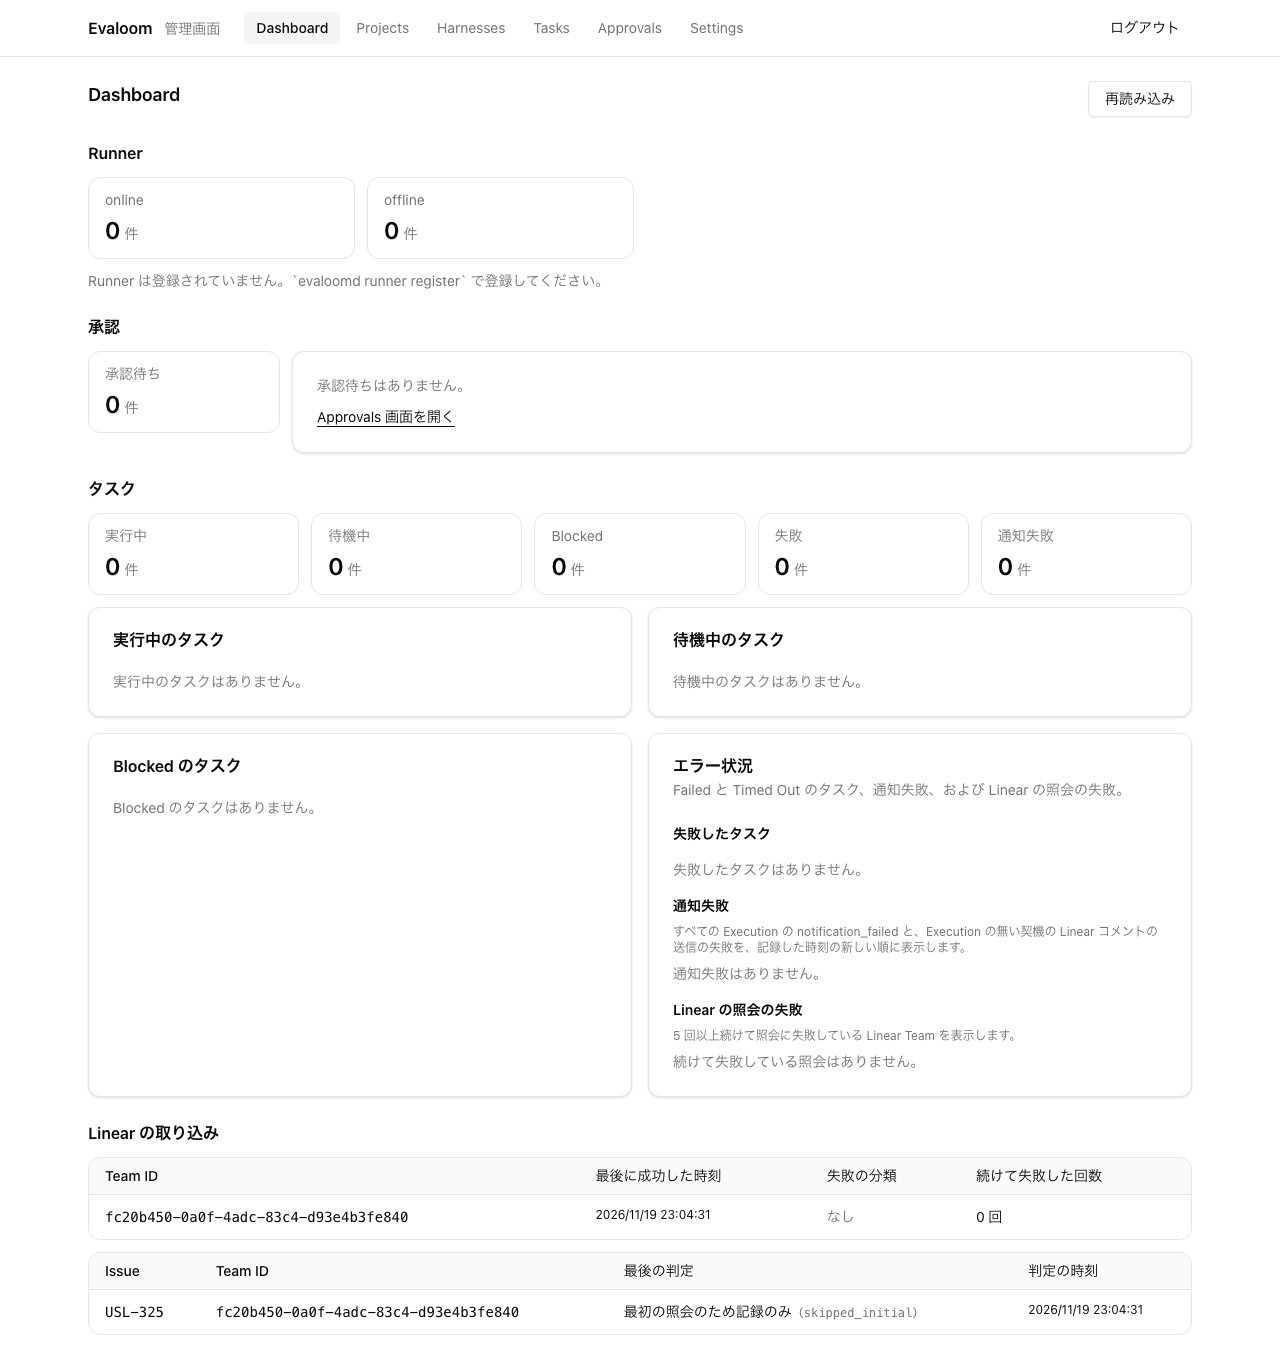 Evaloom 管理画面 Dashboard Projects Harnesses Tasks Approvals Settings ログアウト
Dashboard 再読み込み
Runner
online offline
0 件 0 件
Runner は登録されていません。`evaloomd runner register` で登録してください。
承認
承認待ち
0 件
承認待ちはありません。
Approvals 画面を開く
タスク
実行中 待機中 Blocked 失敗 通知失敗
0 件 0 件 0 件 0 件 0 件
実行中のタスク
実行中のタスクはありません。
待機中のタスク
待機中のタスクはありません。
Blocked のタスク
Blocked のタスクはありません。
エラー状況
Failed と Timed Out のタスク、通知失敗、および Linear の照会の失敗。
失敗したタスク
失敗したタスクはありません。
通知失敗
すべての Execution の notification_failed と、Execution の無い契機の Linear コメントの
送信の失敗を、記録した時刻の新しい順に表示します。
通知失敗はありません。
Linear の照会の失敗
5 回以上続けて照会に失敗している Linear Team を表示します。
続けて失敗している照会はありません。
Linear の取り込み
Team ID 最後に成功した時刻 失敗の分類 続けて失敗した回数
fc20b450-0a0f-4adc-83c4-d93e4b3fe840 2026/11/19 23:04:31 なし 0 回
Issue Team ID 最後の判定 判定の時刻
USL-325 fc20b450-0a0f-4adc-83c4-d93e4b3fe840 最初の照会のため記録のみ（skipped_initial） 2026/11/19 23:04:31